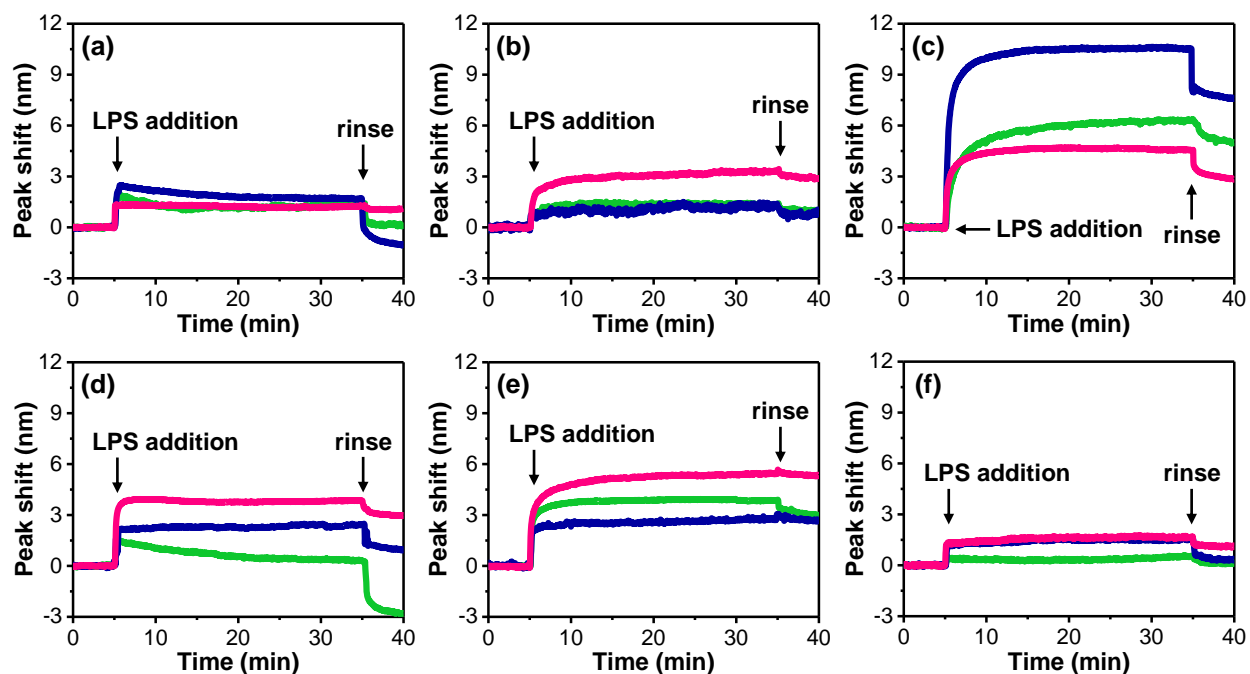 (a)
LPS addition
rinse
Peak shift (nm)
12
9
6
3
0
-3
0 10 20 30 40
Time (min)
(b)
LPS addition
rinse
Peak shift (nm)
12
9
6
3
0
-3
0 10 20 30 40
Time (min)
(c)
LPS addition
rinse
Peak shift (nm)
12
9
6
3
0
-3
0 10 20 30 40
Time (min)
(d)
LPS addition
rinse
Peak shift (nm)
12
9
6
3
0
-3
0 10 20 30 40
Time (min)
(e)
LPS addition
rinse
Peak shift (nm)
12
9
6
3
0
-3
0 10 20 30 40
Time (min)
(f)
LPS addition
rinse
Peak shift (nm)
12
9
6
3
0
-3
0 10 20 30 40
Time (min)